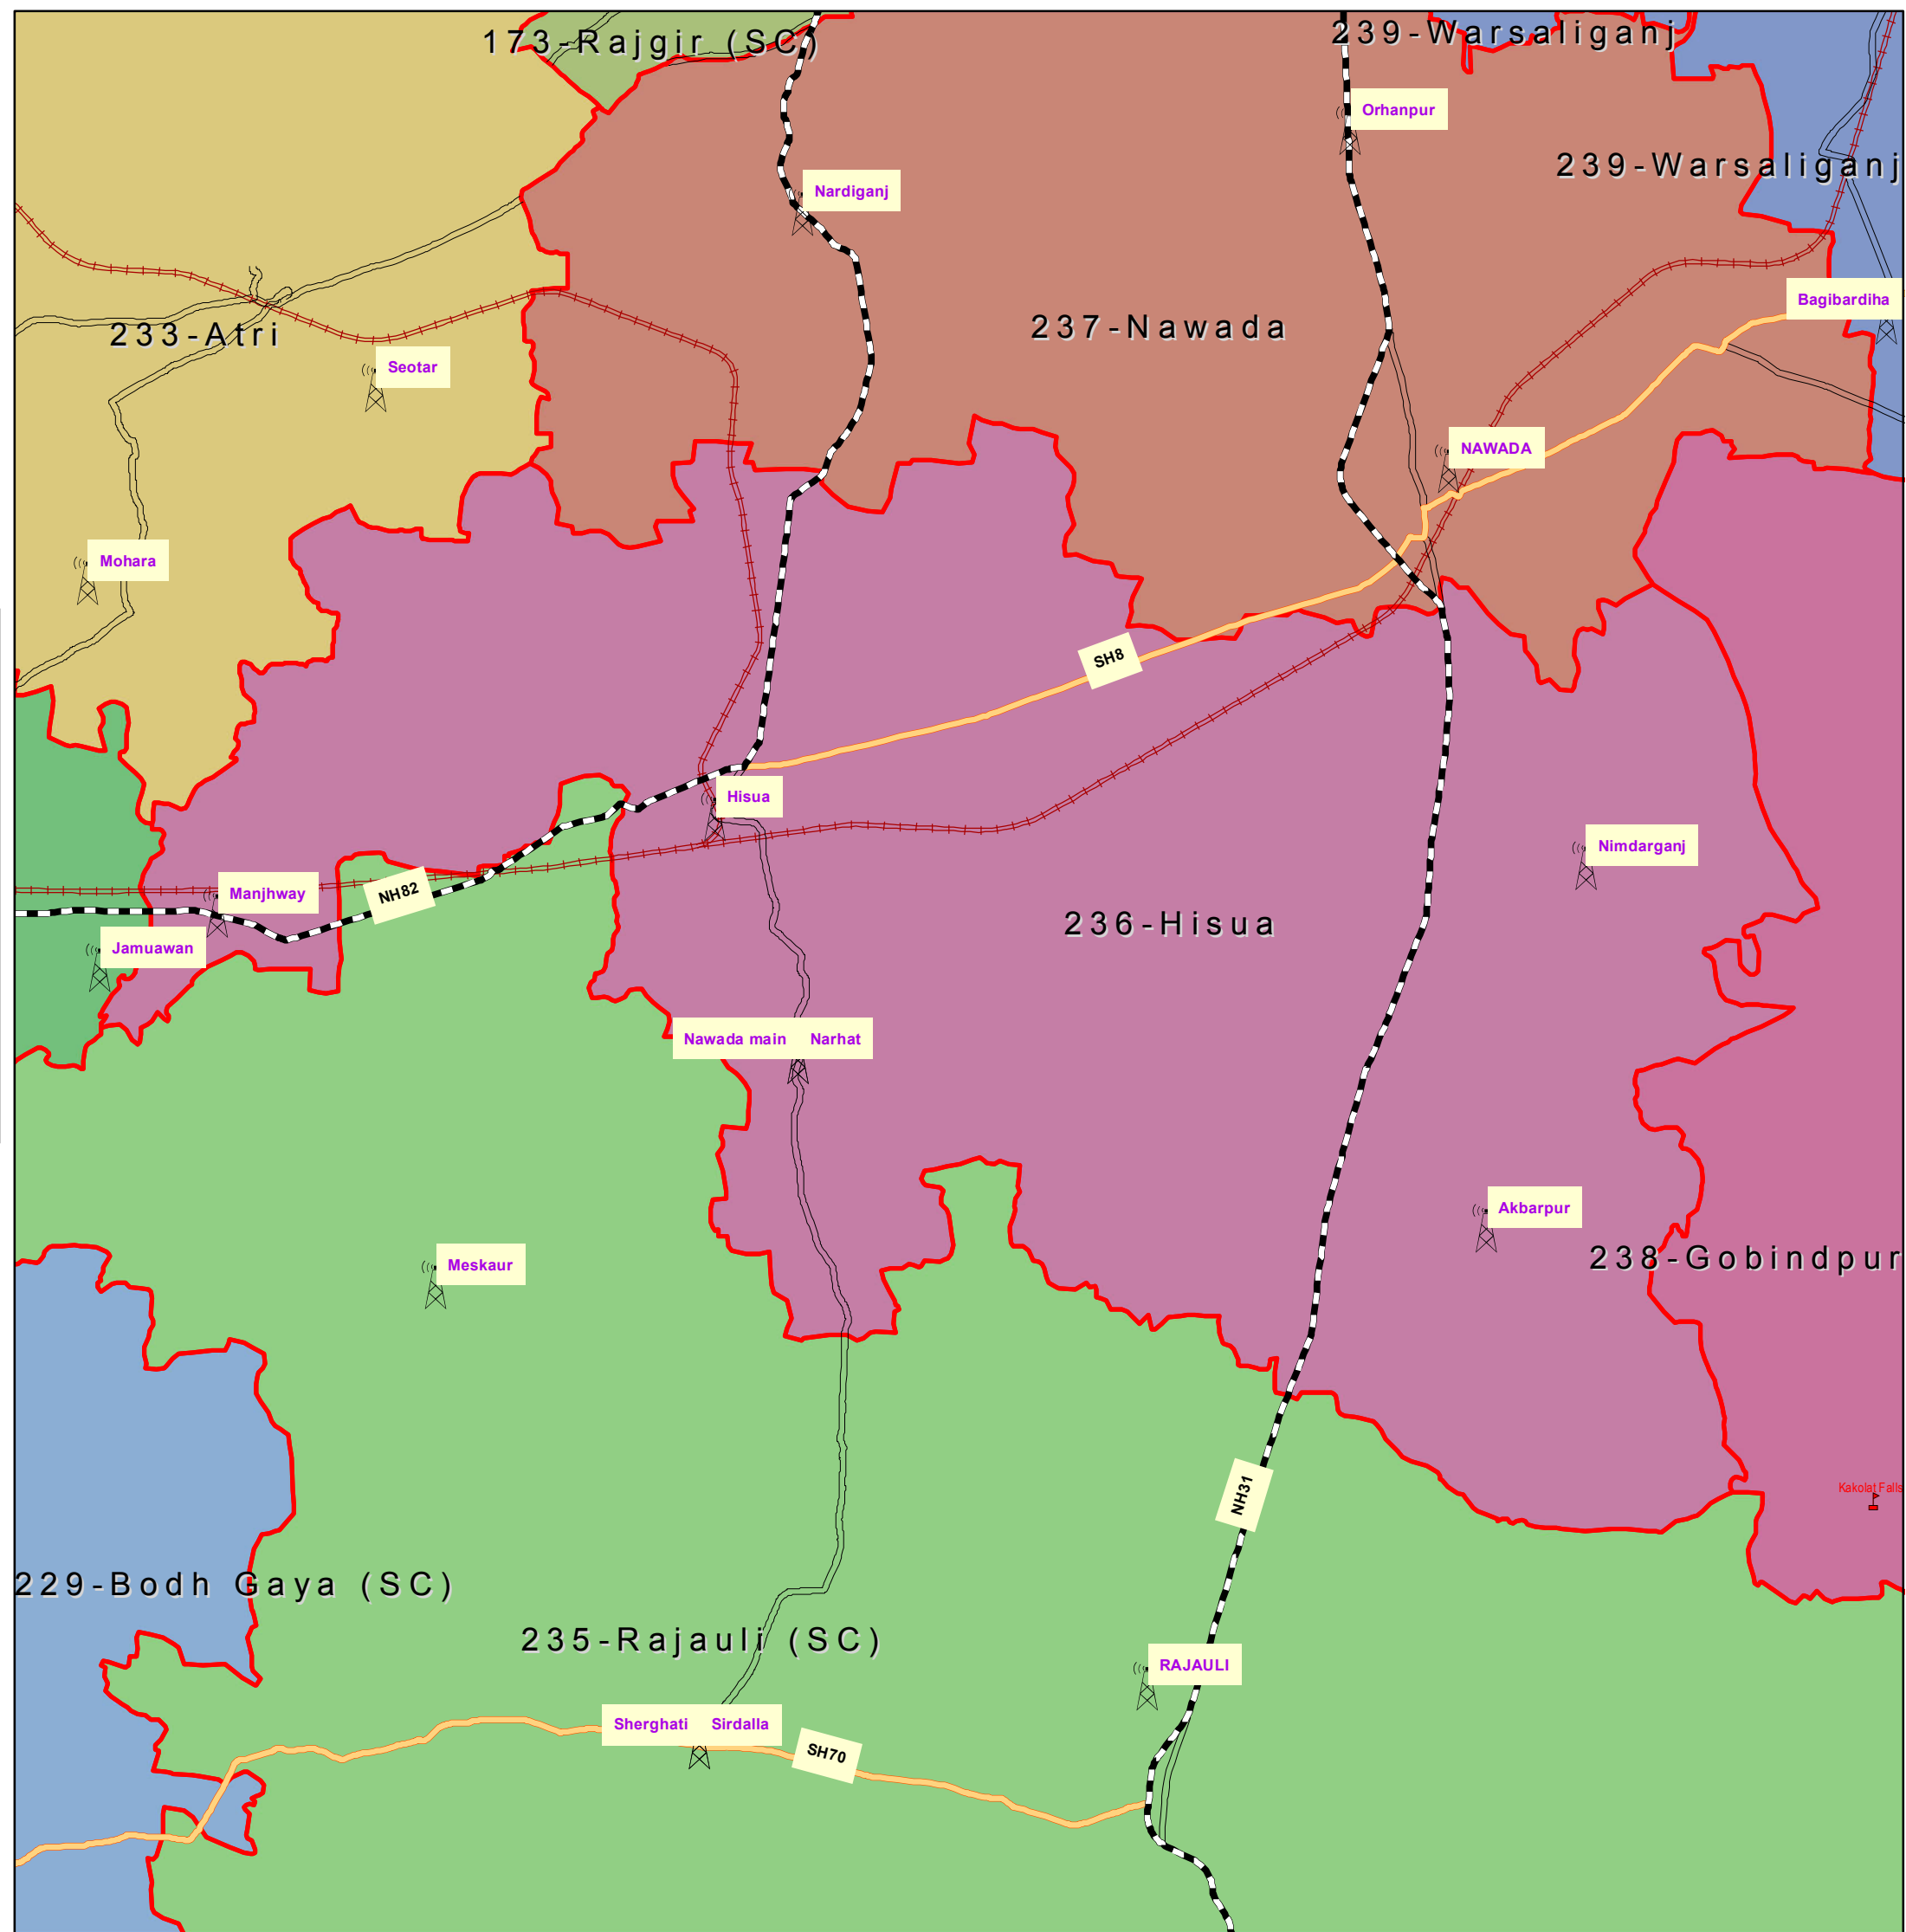 173-Rajgir (SC)
239-Warsaliganj
Orhanpur
239-Warsaliganj
Nardiganj
Bagibardiha
237-Nawada
233-Atri
Seotar
NAWADA
Mohara
SH8
Hisua
Nimdarganj
Manjhway
NH82
236-Hisua
Jamuawan
Nawada main Narhat
Akbarpur
238-Gobindpur
Meskaur
Kakolat Falls
NH31
229-Bodh Gaya (SC)
235-Rajauli (SC)
RAJAULI
Sherghati Sirdalla
SH70